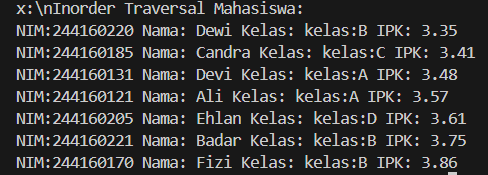 x:\nInorder Traversal Mahasiswa:
NIM:244160220 Nama: Dewi Kelas: kelas:B IPK: 3.35
NIM:244160185 Nama: Candra Kelas: kelas:C IPK: 3.41
NIM:244160131 Nama: Devi Kelas: kelas:A IPK: 3.48
NIM:244160121 Nama: Ali Kelas: kelas:A IPK: 3.57
NIM:244160205 Nama: Ehlan Kelas: kelas:D IPK: 3.61
NIM:244160221 Nama: Badar Kelas: kelas:B IPK: 3.75
NIM:244160170 Nama: Fizi Kelas: kelas:B IPK: 3.86